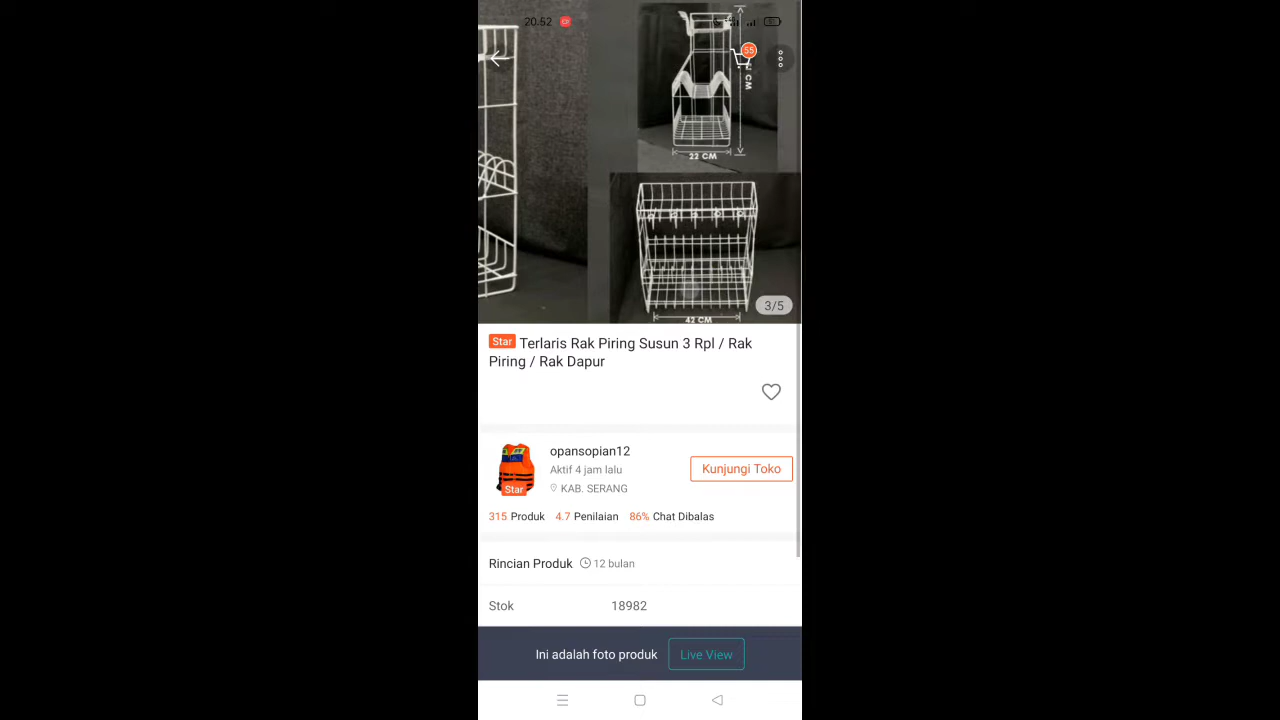 20.52
55
22 CM
42 CM
3/5
Star Terlaris Rak Piring Susun 3 Rpl / Rak
Piring / Rak Dapur
opansopian12
Aktif 4 jam lalu
Kunjungi Toko
KAB. SERANG
Star
315 Produk 4.7 Penilaian 86% Chat Dibalas
Rincian Produk 12 bulan
Stok 18982
Ini adalah foto produk Live View